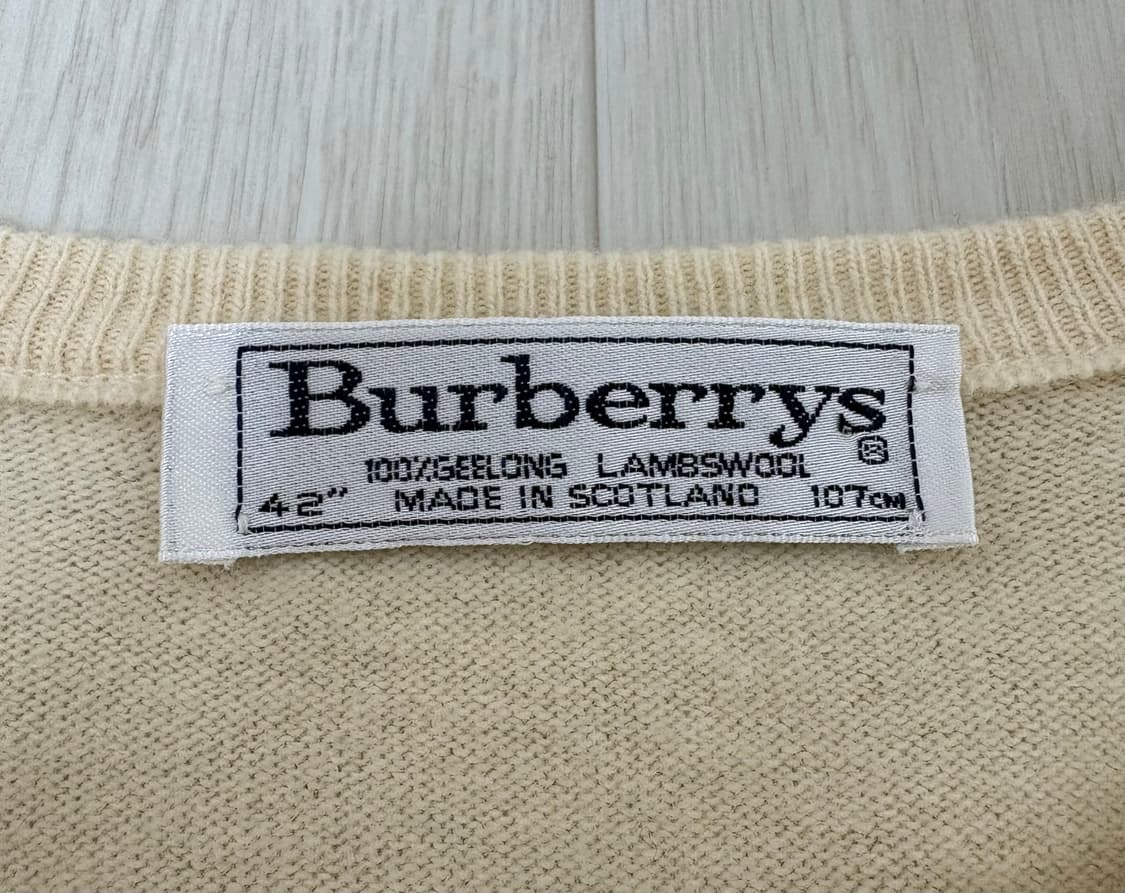 Burberrys®
100% GEELONG LAMBSWOOL
42" MADE IN SCOTLAND 107CM